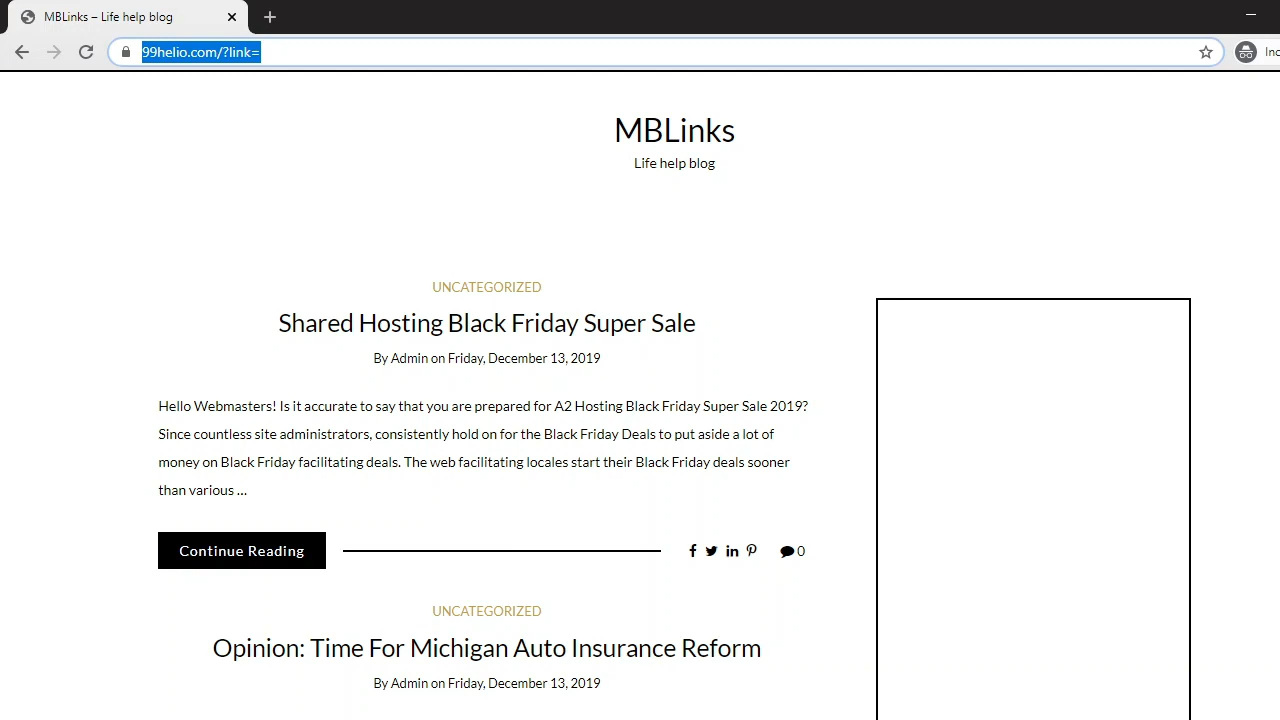 MBLinks – Life help blog
99helio.com/?link=
Inc
MBLinks
Life help blog
UNCATEGORIZED
Shared Hosting Black Friday Super Sale
By Admin on Friday, December 13, 2019
Hello Webmasters! Is it accurate to say that you are prepared for A2 Hosting Black Friday Super Sale 2019?
Since countless site administrators, consistently hold on for the Black Friday Deals to put aside a lot of
money on Black Friday facilitating deals. The web facilitating locales start their Black Friday deals sooner
than various …
Continue Reading
0
UNCATEGORIZED
Opinion: Time For Michigan Auto Insurance Reform
By Admin on Friday, December 13, 2019